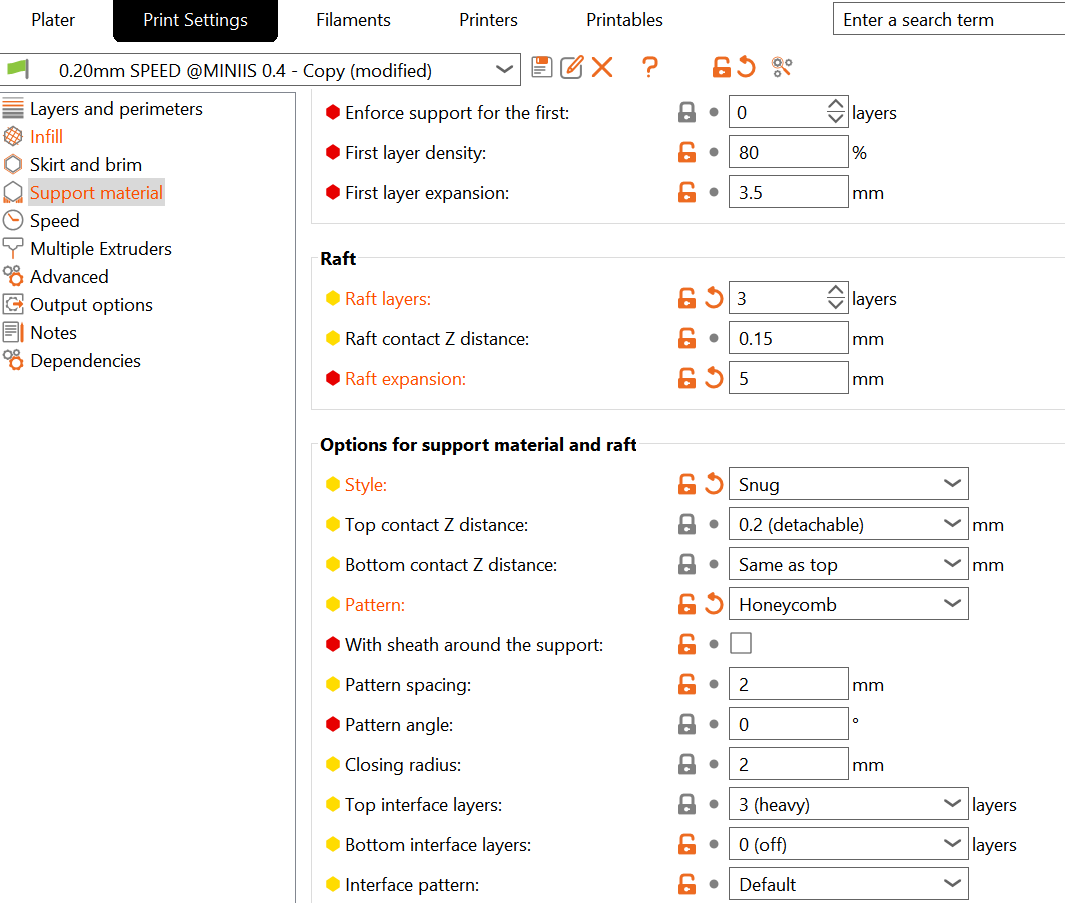 Plater Print Settings Filaments Printers Printables Enter a search term
0.20mm SPEED @MINIIS 0.4 - Copy (modified) ?
Layers and perimeters
Infill
Skirt and brim
Support material
Speed
Multiple Extruders
Advanced
Output options
Notes
Dependencies
Enforce support for the first: 0 layers
First layer density: 80 %
First layer expansion: 3.5 mm
Raft
Raft layers: 3 layers
Raft contact Z distance: 0.15 mm
Raft expansion: 5 mm
Options for support material and raft
Style: Snug
Top contact Z distance: 0.2 (detachable) mm
Bottom contact Z distance: Same as top mm
Pattern: Honeycomb
With sheath around the support:
Pattern spacing: 2 mm
Pattern angle: 0 °
Closing radius: 2 mm
Top interface layers: 3 (heavy) layers
Bottom interface layers: 0 (off) layers
Interface pattern: Default